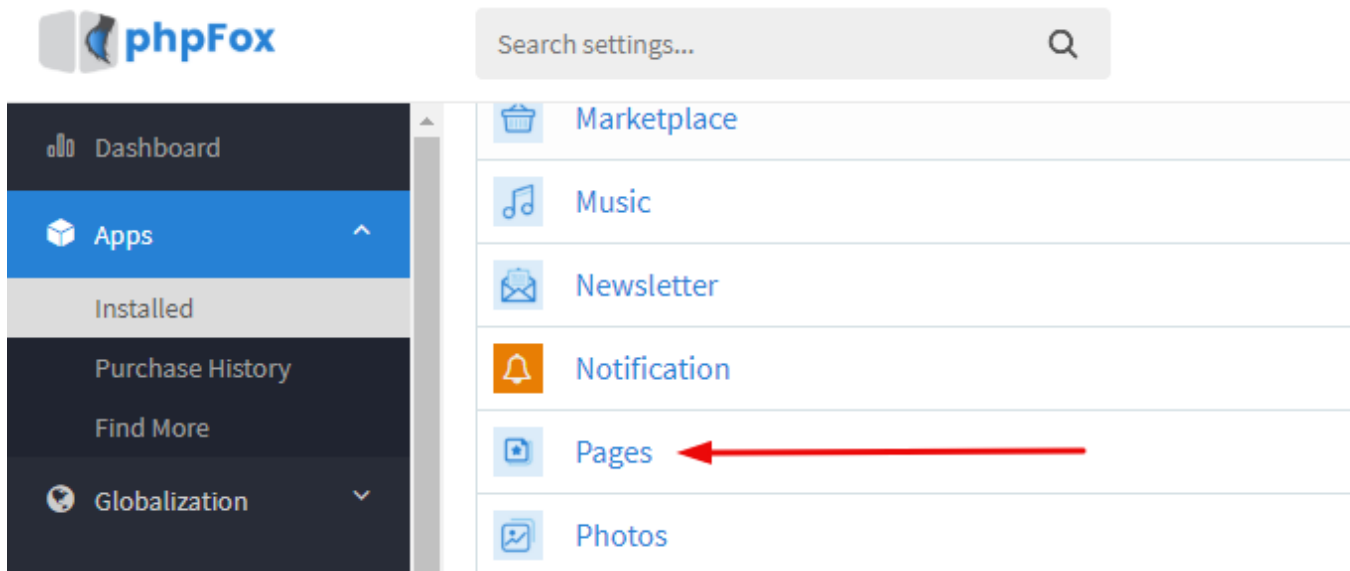 phpFox
Search settings...
Dashboard
Apps
Installed
Purchase History
Find More
Globalization
Marketplace
Music
Newsletter
Notification
Pages
Photos